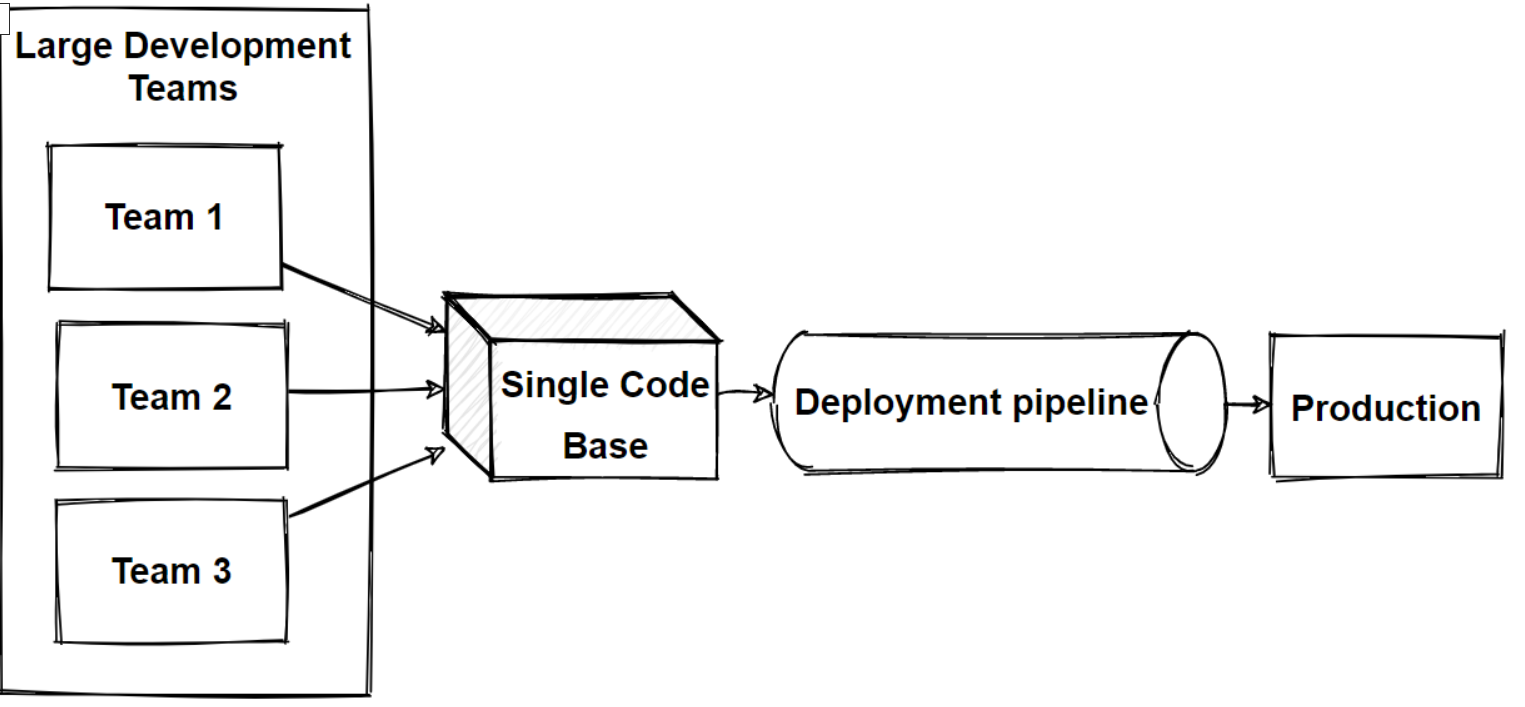 Large Development
Teams
Team 1
Team 2
Team 3
Single Code
Base
Deployment pipeline
Production